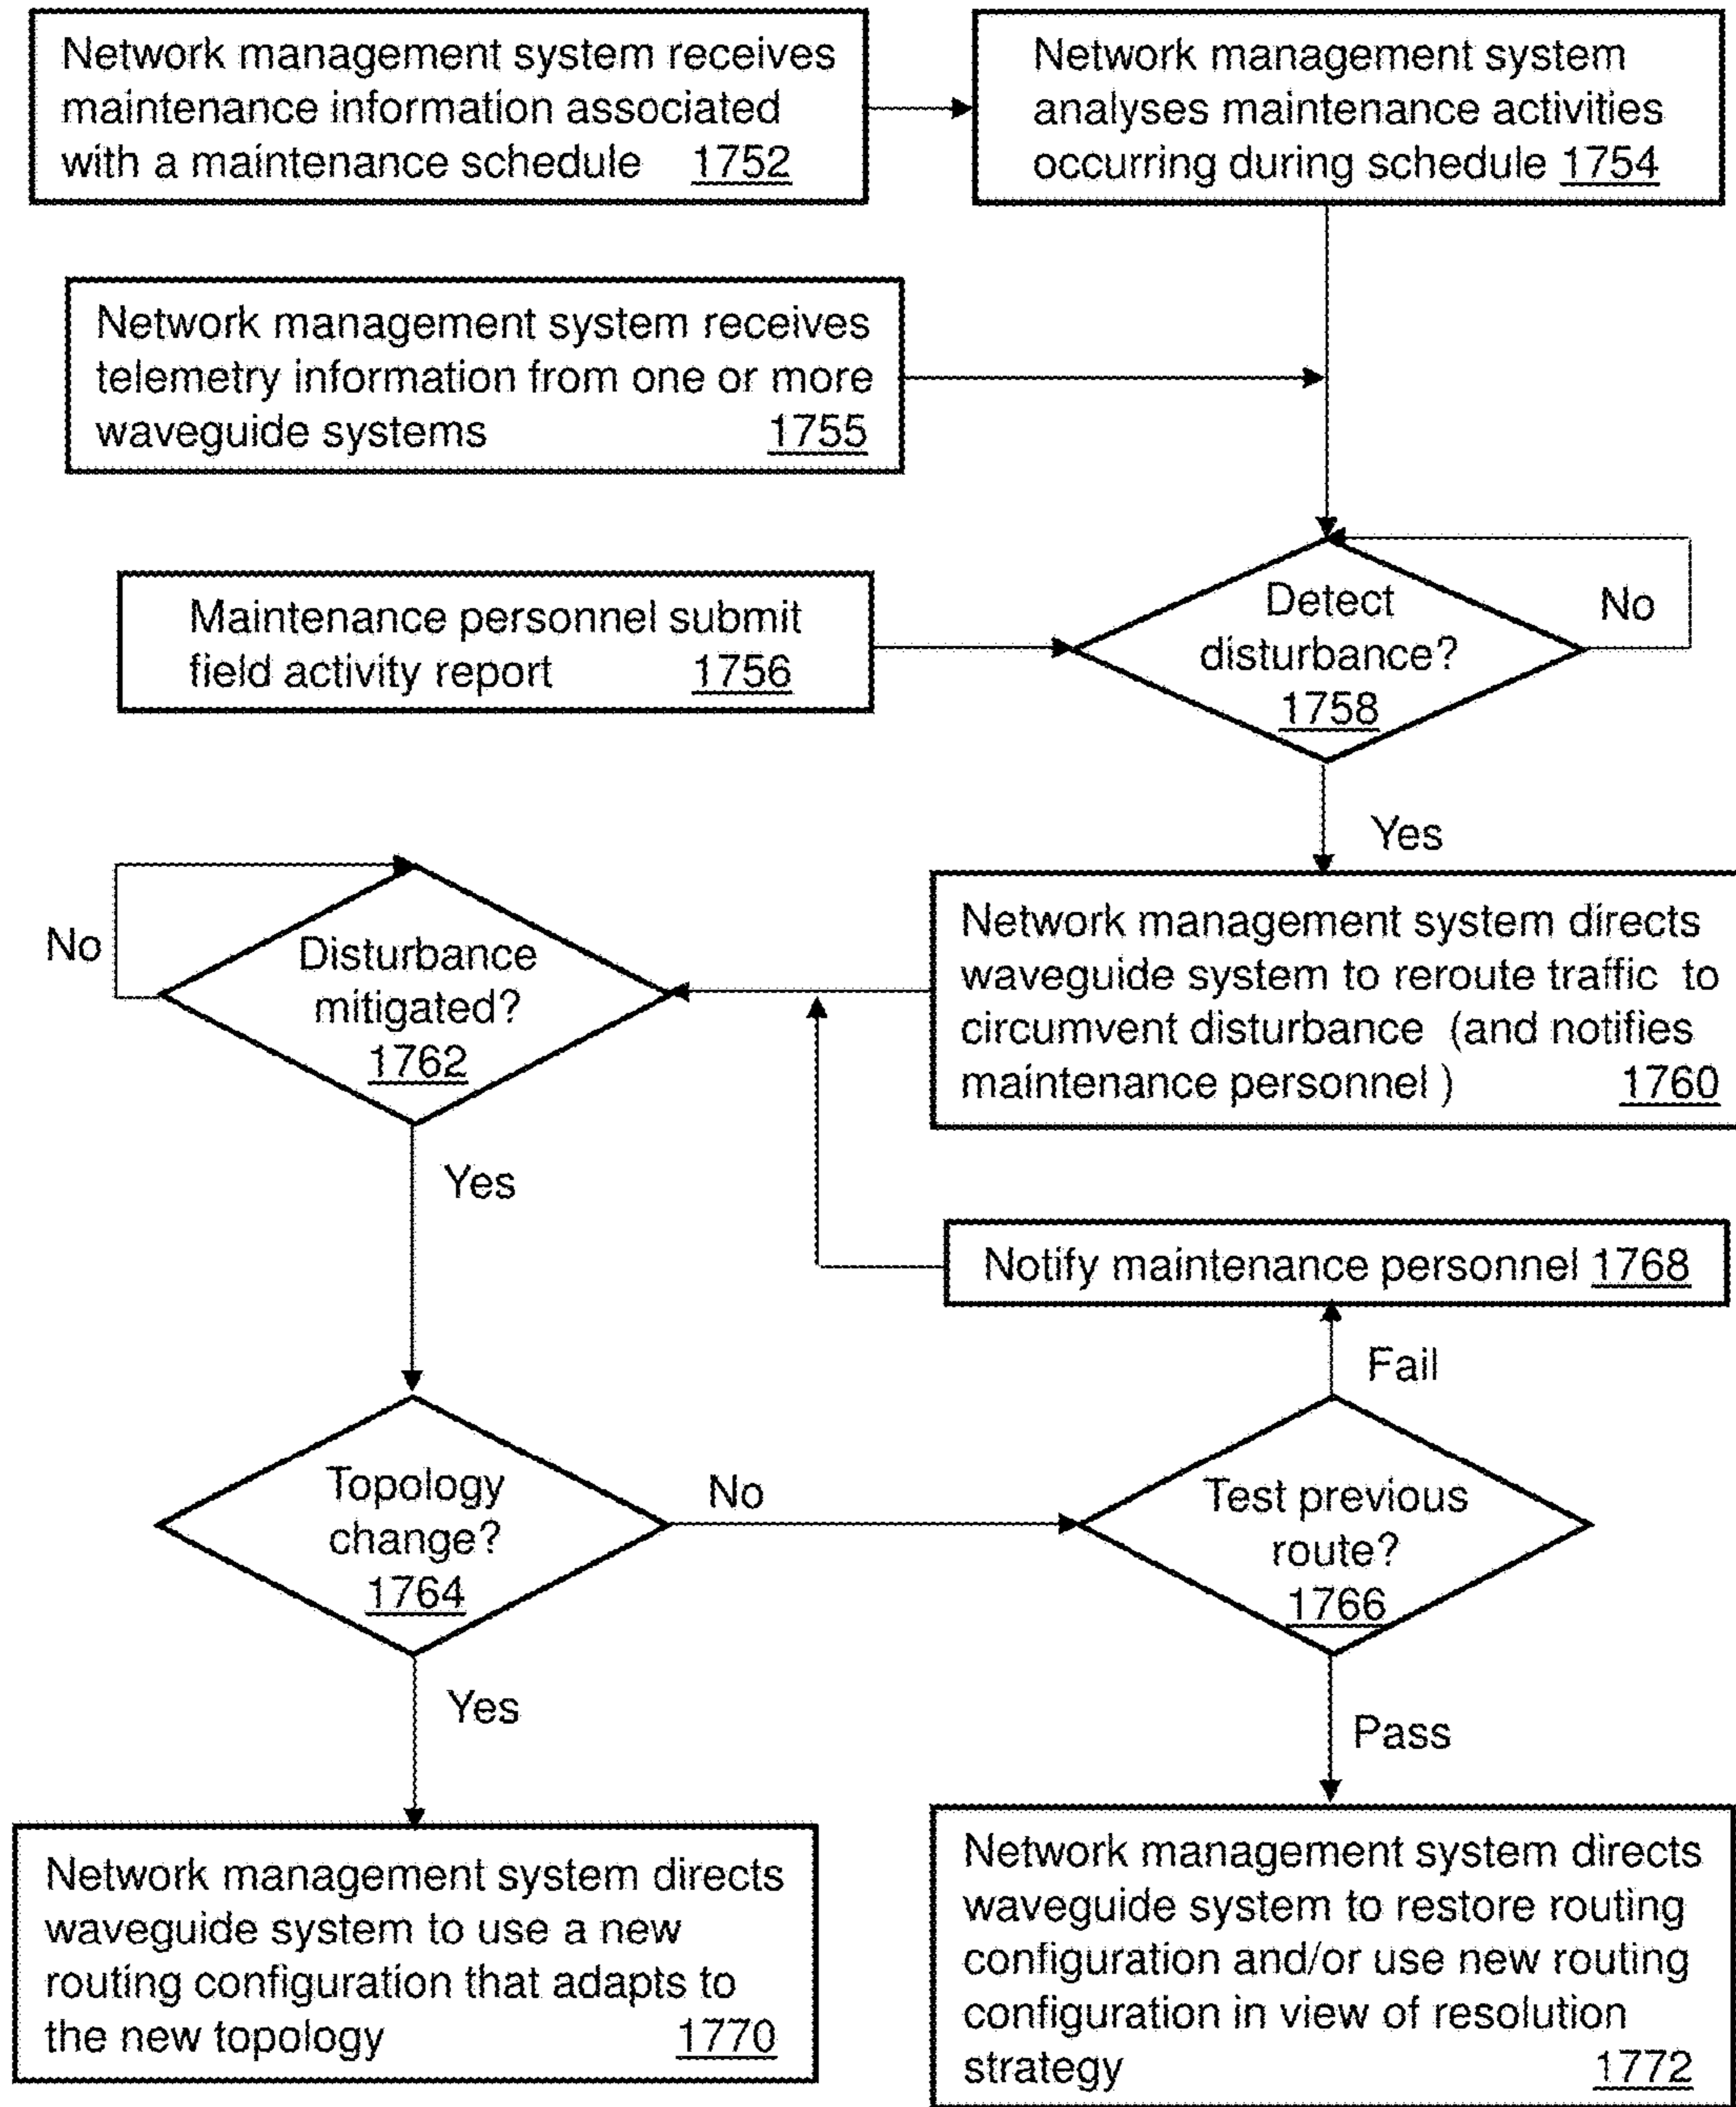 Network management system receives
maintenance information associated
with a maintenance schedule 1752
Network management system
analyses maintenance activities
occurring during schedule 1754
Network management system receives
telemetry information from one or more
waveguide systems 1755
Maintenance personnel submit
field activity report 1756
Detect
disturbance?
1758
No
Yes
Network management system directs
waveguide system to reroute traffic to
circumvent disturbance (and notifies
maintenance personnel ) 1760
No
Disturbance
mitigated?
1762
Yes
Notify maintenance personnel 1768
Fail
Topology
change?
1764
No
Test previous
route?
1766
Yes
Pass
Network management system directs
waveguide system to use a new
routing configuration that adapts to
the new topology 1770
Network management system directs
waveguide system to restore routing
configuration and/or use new routing
configuration in view of resolution
strategy 1772